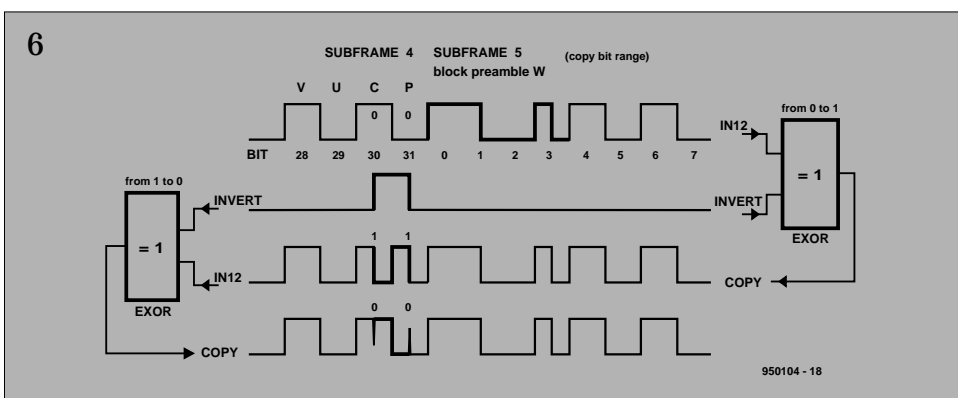 6
SUBFRAME 4 SUBFRAME 5 (copy bit range)
block preamble W
V U C P
0 0
from 0 to 1
IN12
BIT 28 29 30 31 0 1 2 3 4 5 6 7
= 1
from 1 to 0
INVERT
INVERT
EXOR
= 1
1 1
IN12
COPY
EXOR
0 0
COPY
950104 - 18